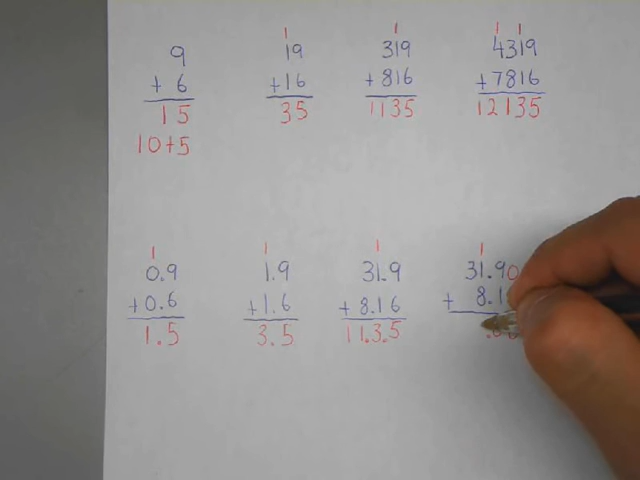 1 1 1 1
9 19 319 4319
+ 6 +16 +816 +7816
15 35 1135 12135
10+5
1 1 1 1
0.9 1.9 31.9 31.90
+0.6 +1.6 +8.16 + 8.1
1.5 3.5 11.3.5